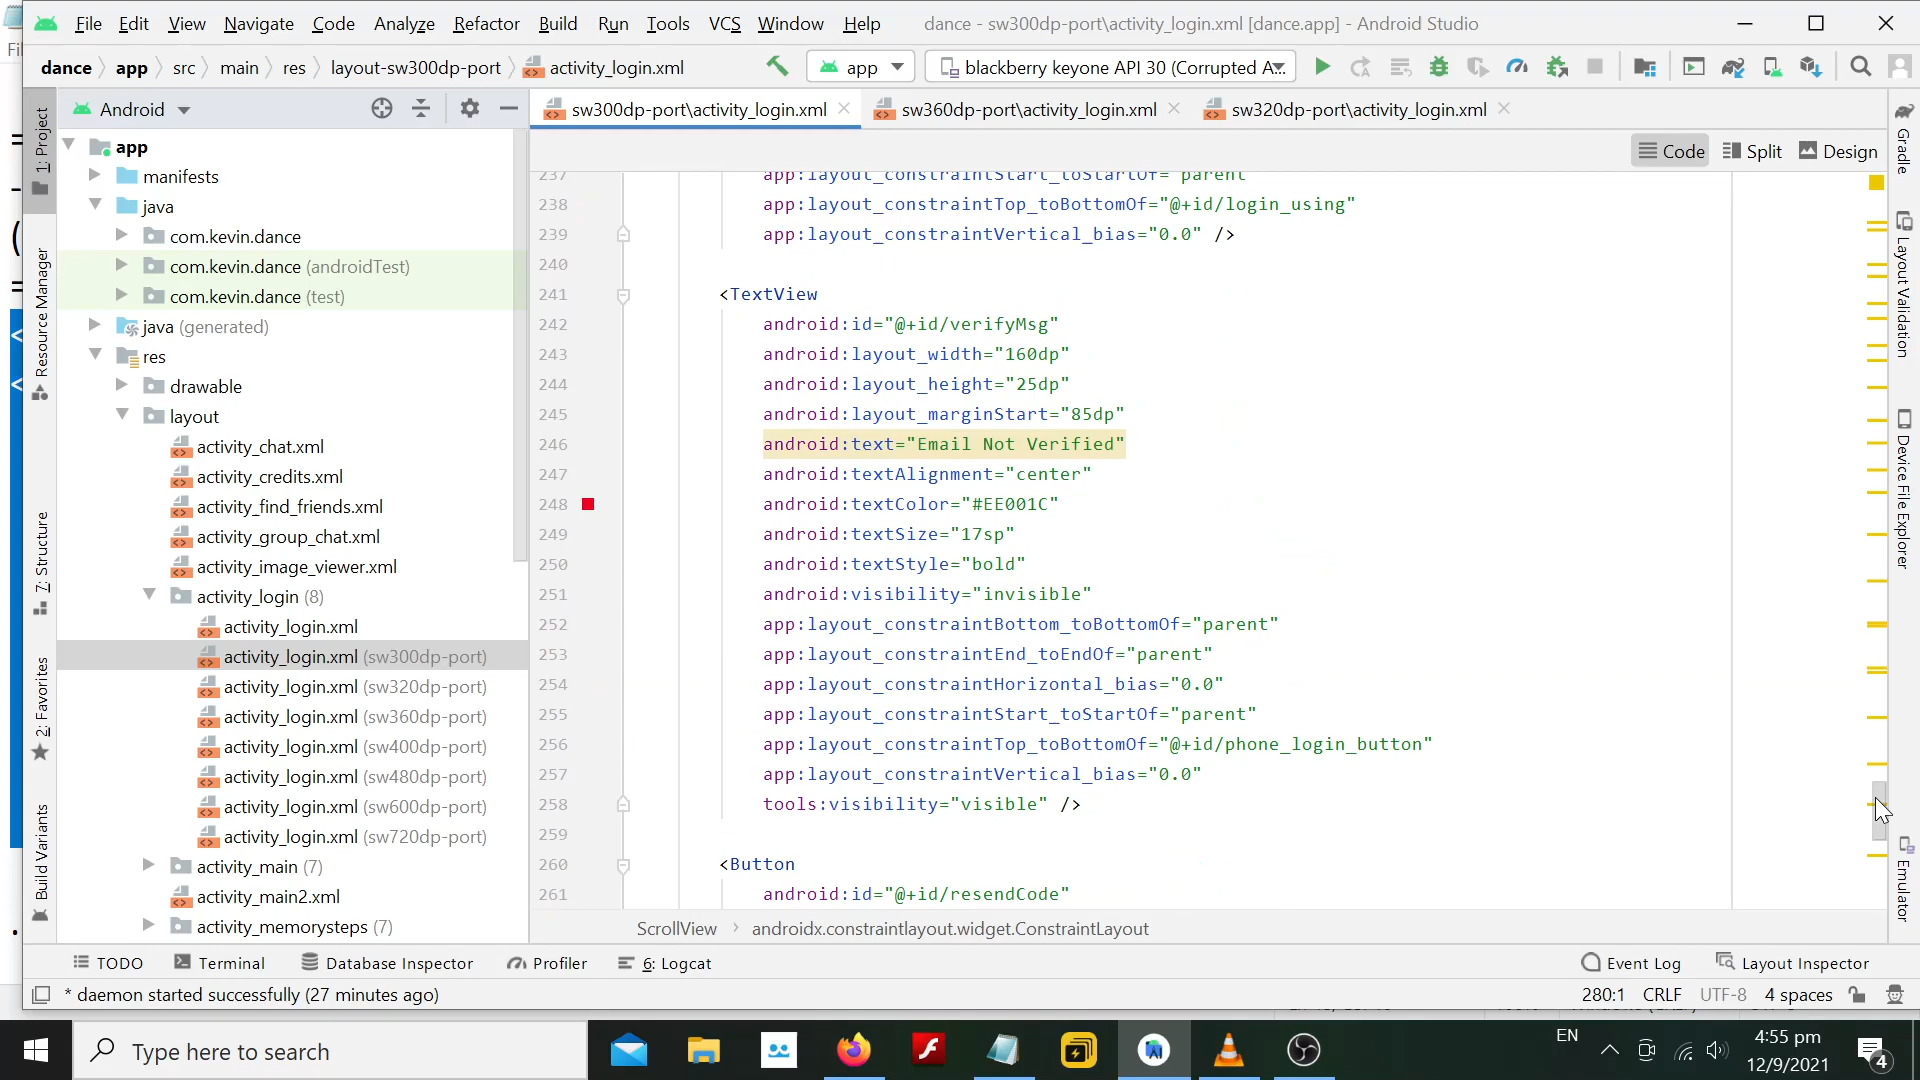 File Edit View Navigate Code Analyze Refactor Build Run Tools VCS Window Help dance - sw300dp-port\activity_login.xml [dance.app] - Android Studio
dance app src main res layout-sw300dp-port activity_login.xml app blackberry keyone API 30 (Corrupted A...
Android
sw300dp-port\activity_login.xml sw360dp-port\activity_login.xml sw320dp-port\activity_login.xml
Code Split Design
1: Project
Resource Manager
7: Structure
2: Favorites
Build Variants
app
manifests
java
com.kevin.dance
com.kevin.dance (androidTest)
com.kevin.dance (test)
java (generated)
res
drawable
layout
activity_chat.xml
activity_credits.xml
activity_find_friends.xml
activity_group_chat.xml
activity_image_viewer.xml
activity_login (8)
activity_login.xml
activity_login.xml (sw300dp-port)
activity_login.xml (sw320dp-port)
activity_login.xml (sw360dp-port)
activity_login.xml (sw400dp-port)
activity_login.xml (sw480dp-port)
activity_login.xml (sw600dp-port)
activity_login.xml (sw720dp-port)
activity_main (7)
activity_main2.xml
activity_memorysteps (7)
237 app:layout_constraintStart_toStartOf="parent"
238 app:layout_constraintTop_toBottomOf="@+id/login_using"
239 app:layout_constraintVertical_bias="0.0" />
240
241 <TextView
242 android:id="@+id/verifyMsg"
243 android:layout_width="160dp"
244 android:layout_height="25dp"
245 android:layout_marginStart="85dp"
246 android:text="Email Not Verified"
247 android:textAlignment="center"
248 android:textColor="#EE001C"
249 android:textSize="17sp"
250 android:textStyle="bold"
251 android:visibility="invisible"
252 app:layout_constraintBottom_toBottomOf="parent"
253 app:layout_constraintEnd_toEndOf="parent"
254 app:layout_constraintHorizontal_bias="0.0"
255 app:layout_constraintStart_toStartOf="parent"
256 app:layout_constraintTop_toBottomOf="@+id/phone_login_button"
257 app:layout_constraintVertical_bias="0.0"
258 tools:visibility="visible" />
259
260 <Button
261 android:id="@+id/resendCode"
ScrollView androidx.constraintlayout.widget.ConstraintLayout
Gradle
Layout Validation
Device File Explorer
Emulator
TODO Terminal Database Inspector Profiler 6: Logcat Event Log Layout Inspector
* daemon started successfully (27 minutes ago) 280:1 CRLF UTF-8 4 spaces
Type here to search
EN
4:55 pm
12/9/2021
4